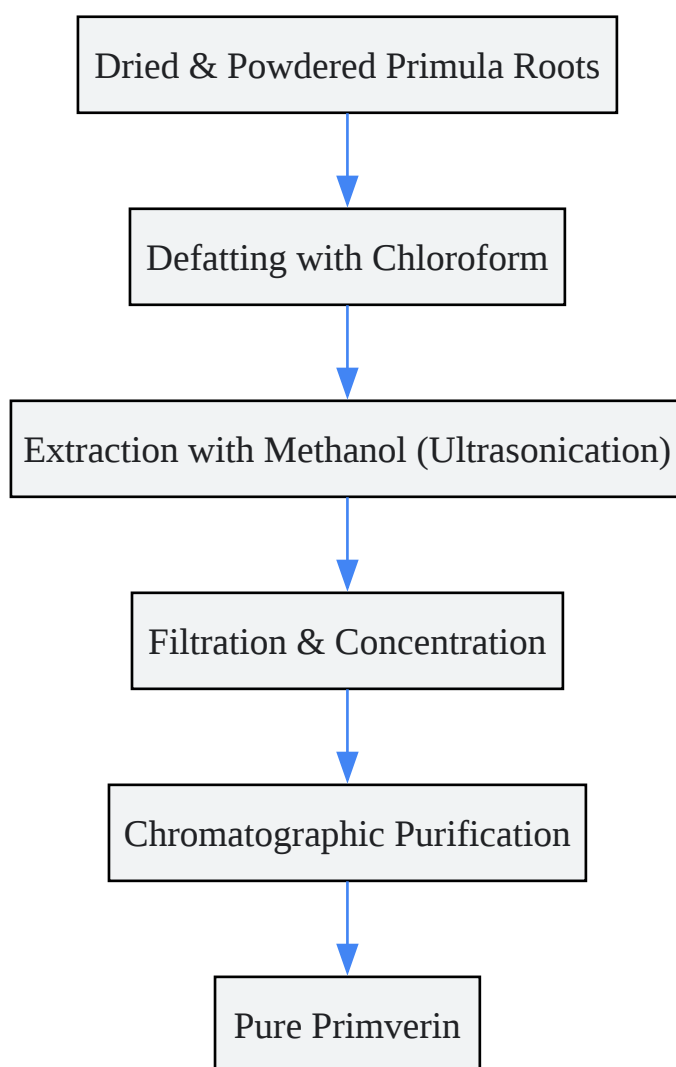 Dried & Powdered Primula Roots
Defatting with Chloroform
Extraction with Methanol (Ultrasonication)
Filtration & Concentration
Chromatographic Purification
Pure Primverin